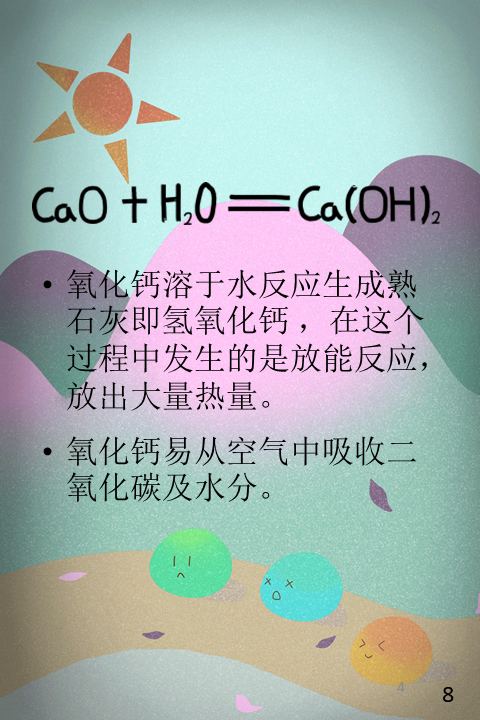 CaO + H₂O ═ Ca(OH)₂
• 氧化钙溶于水反应生成熟
石灰即氢氧化钙，在这个
过程中发生的是放能反应，
放出大量热量。
• 氧化钙易从空气中吸收二
氧化碳及水分。
4
8